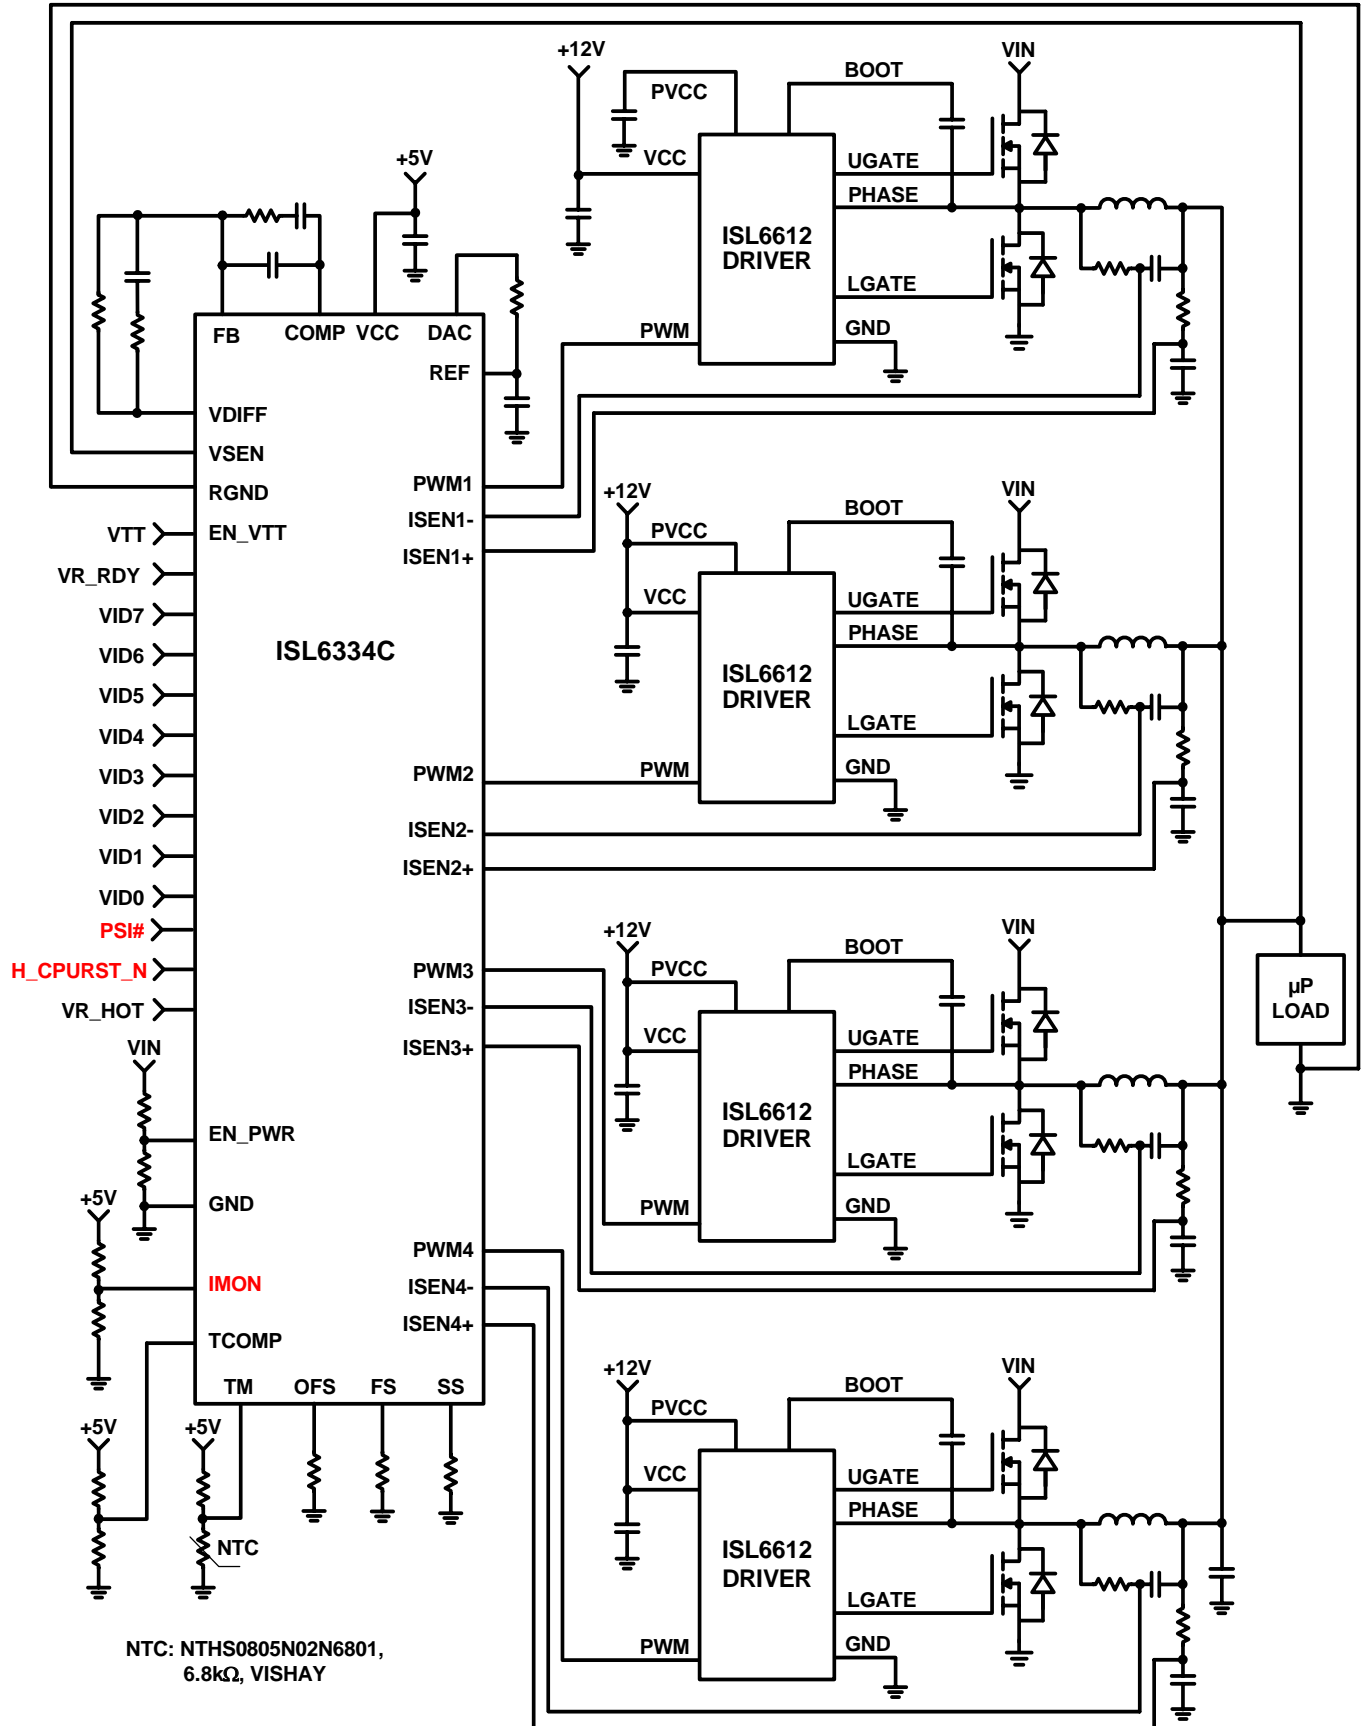 +12V
PVCC
BOOT
VIN
+5V
VCC
UGATE
PHASE
ISL6612
DRIVER
LGATE
PWM
GND
FB
COMP
VCC
DAC
REF
VDIFF
VSEN
RGND
PWM1
ISEN1-
ISEN1+
VTT
EN_VTT
VR_RDY
VID7
VID6
VID5
VID4
VID3
VID2
VID1
VID0
PSI#
H_CPURST_N
VR_HOT
ISL6334C
+12V
PVCC
BOOT
VIN
VCC
UGATE
PHASE
ISL6612
DRIVER
LGATE
PWM2
PWM
GND
ISEN2-
ISEN2+
+12V
PVCC
BOOT
VIN
PWM3
ISEN3-
ISEN3+
VCC
UGATE
PHASE
ISL6612
DRIVER
LGATE
PWM
GND
µP
LOAD
VIN
EN_PWR
GND
+5V
IMON
TCOMP
PWM4
ISEN4-
ISEN4+
TM
OFS
FS
SS
+5V
+5V
NTC
+12V
PVCC
BOOT
VIN
VCC
UGATE
PHASE
ISL6612
DRIVER
LGATE
PWM
GND
NTC: NTHS0805N02N6801,
6.8kΩ, VISHAY